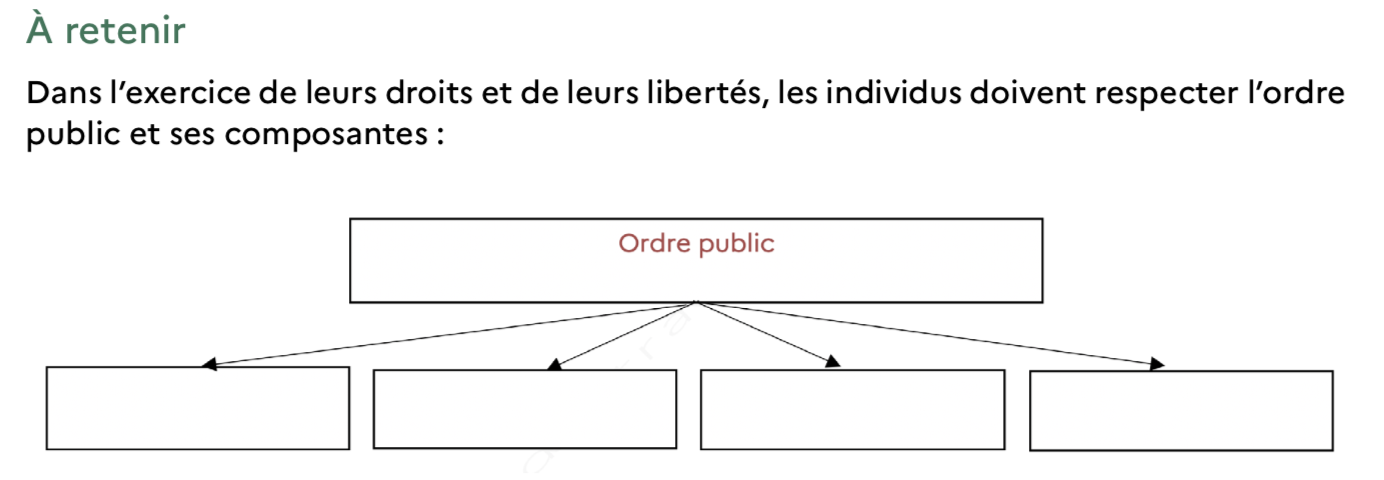 À retenir
Dans l’exercice de leurs droits et de leurs libertés, les individus doivent respecter l’ordre
public et ses composantes :
Ordre public